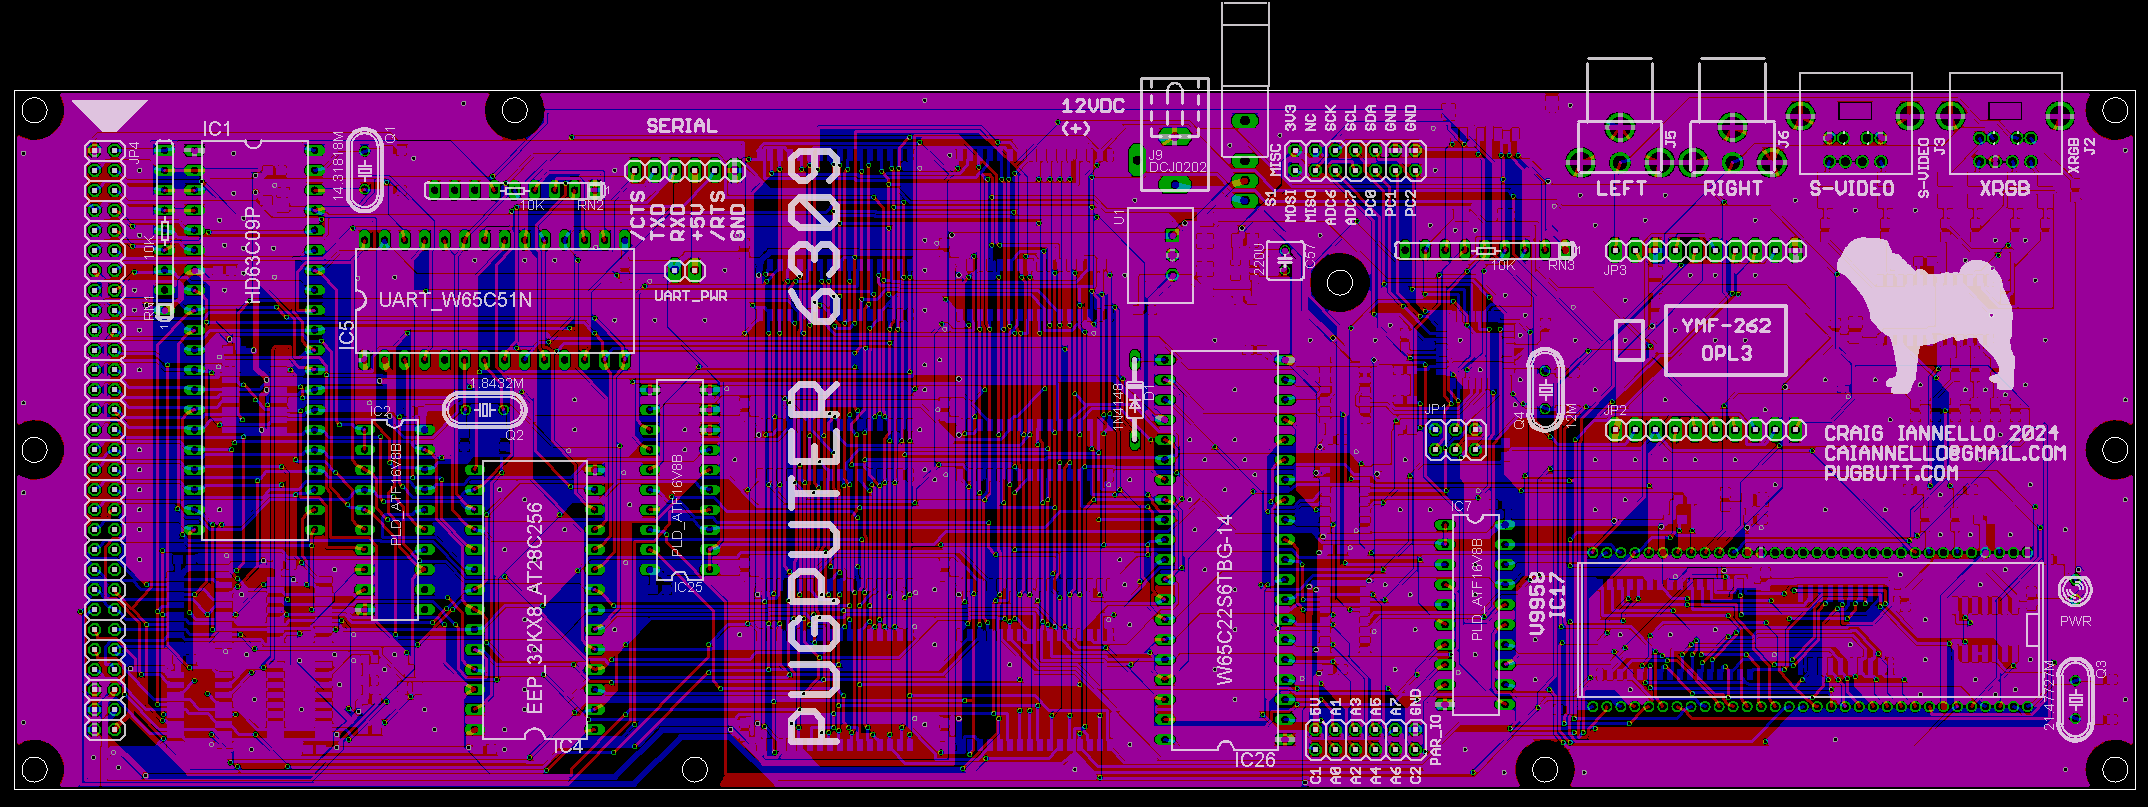 IC1
JP4
10K
RN1
1
HD63C09P
14.31818M
Q1
SERIAL
10K
RN2
/CTS
TXD
RXD
+5V
/RTS
GND
UART_PWR
UART_W65C51N
IC5
1.8432M
Q2
IC2
PLD_ATF16V8B
EEP_32KX8_AT28C256
IC4
PLD_ATF16V8B
IC25
PUGPUTER 6309
12VDC
(+)
J9
DCJ0202
U1
S1
MISC
3V3
NC
SCK
SCL
SDA
GND
GND
MOSI
MISO
ADC6
ADC7
PC0
PC1
PC2
220U
C57
10K
RN3
1N4148
W65C22S6TBG-14
IC26
JP1
Q4
12M
IC7
PLD_ATF16V8B
+5V
A1
A3
A5
A7
GND
C1
A0
A2
A4
A6
C2
PAR_IO
J5
LEFT
J6
RIGHT
S-VIDEO
S-VIDEO
J3
XRGB
XRGB
J2
JP3
YMF-262
OPL3
JP2
CRAIG IANNELLO 2024
CAIANNELLO@GMAIL.COM
PUGBUTT.COM
V9958
IC17
PWR
21.47727M
Q3